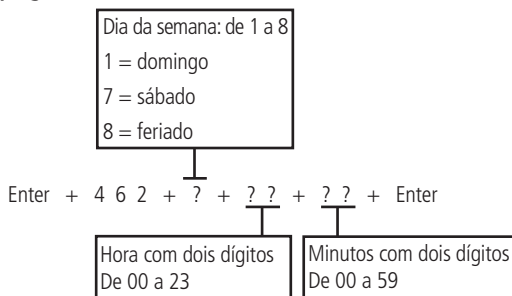 Dia da semana: de 1 a 8
1 = domingo
7 = sábado
8 = feriado
Enter + 4 6 2 + ? + ? ? + ? ? + Enter
Hora com dois dígitos
De 00 a 23
Minutos com dois dígitos
De 00 a 59